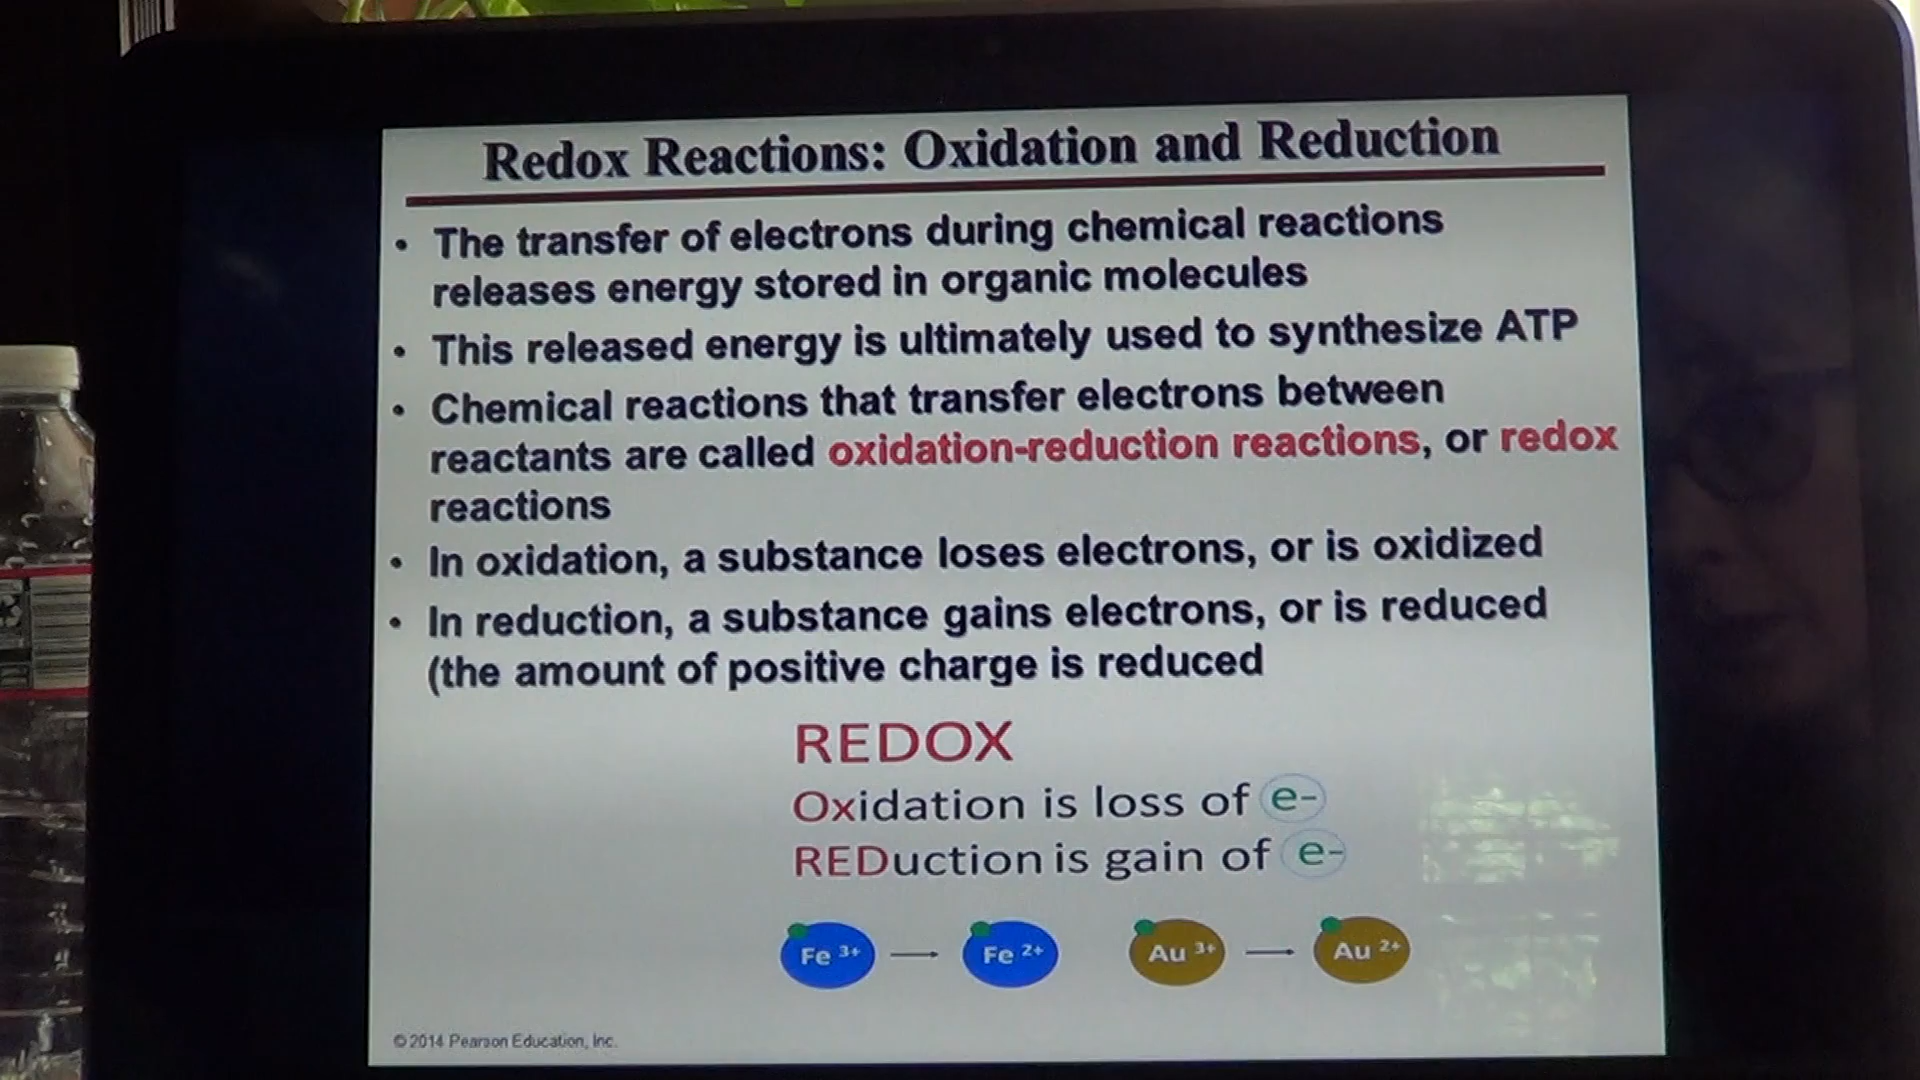 Redox Reactions: Oxidation and Reduction
• The transfer of electrons during chemical reactions
releases energy stored in organic molecules
• This released energy is ultimately used to synthesize ATP
• Chemical reactions that transfer electrons between
reactants are called oxidation-reduction reactions, or redox
reactions
• In oxidation, a substance loses electrons, or is oxidized
• In reduction, a substance gains electrons, or is reduced
(the amount of positive charge is reduced
REDOX
Oxidation is loss of e-
REDuction is gain of e-
Fe 3+ → Fe 2+ Au 3+ → Au 2+
© 2014 Pearson Education, Inc.